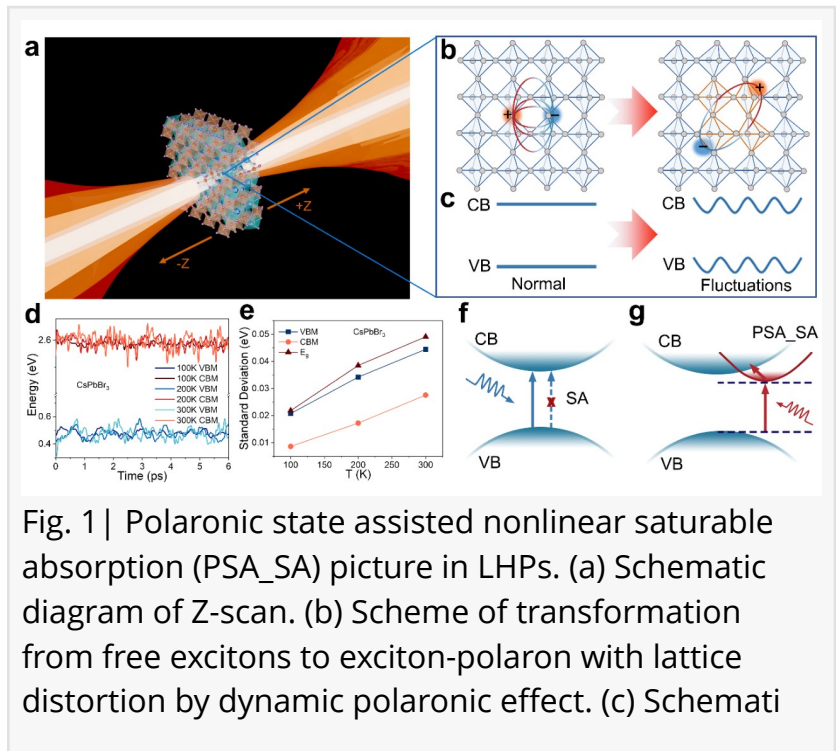 a
+Z
-Z
b
+
−
+
−
c
CB
CB
VB
VB
Normal
Fluctuations
d
2.6
0.6
0.4
Energy (eV)
CsPbBr₃
100K VBM
100K CBM
200K VBM
200K CBM
300K VBM
300K CBM
0 1 2 3 4 5 6
Time (ps)
e
Standard Deviation (eV)
0.05
0.04
0.03
0.02
0.01
VBM
CBM
Eg
CsPbBr₃
100 150 200 250 300
T (K)
f
CB
SA
VB
g
CB
PSA_SA
VB
Fig. 1| Polaronic state assisted nonlinear saturable
absorption (PSA_SA) picture in LHPs. (a) Schematic
diagram of Z-scan. (b) Scheme of transformation
from free excitons to exciton-polaron with lattice
distortion by dynamic polaronic effect. (c) Schemati